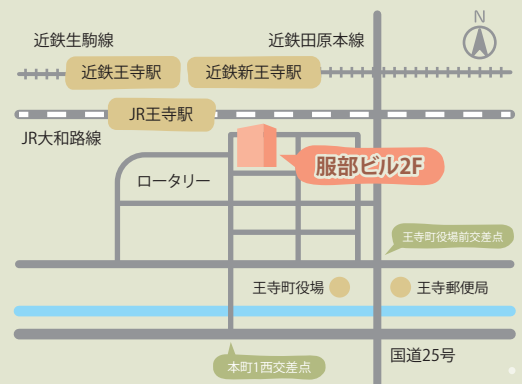 N
近鉄生駒線
近鉄田原本線
近鉄王寺駅
近鉄新王寺駅
JR王寺駅
JR大和路線
服部ビル2F
ロータリー
王寺町役場前交差点
王寺町役場
王寺郵便局
国道25号
本町1西交差点